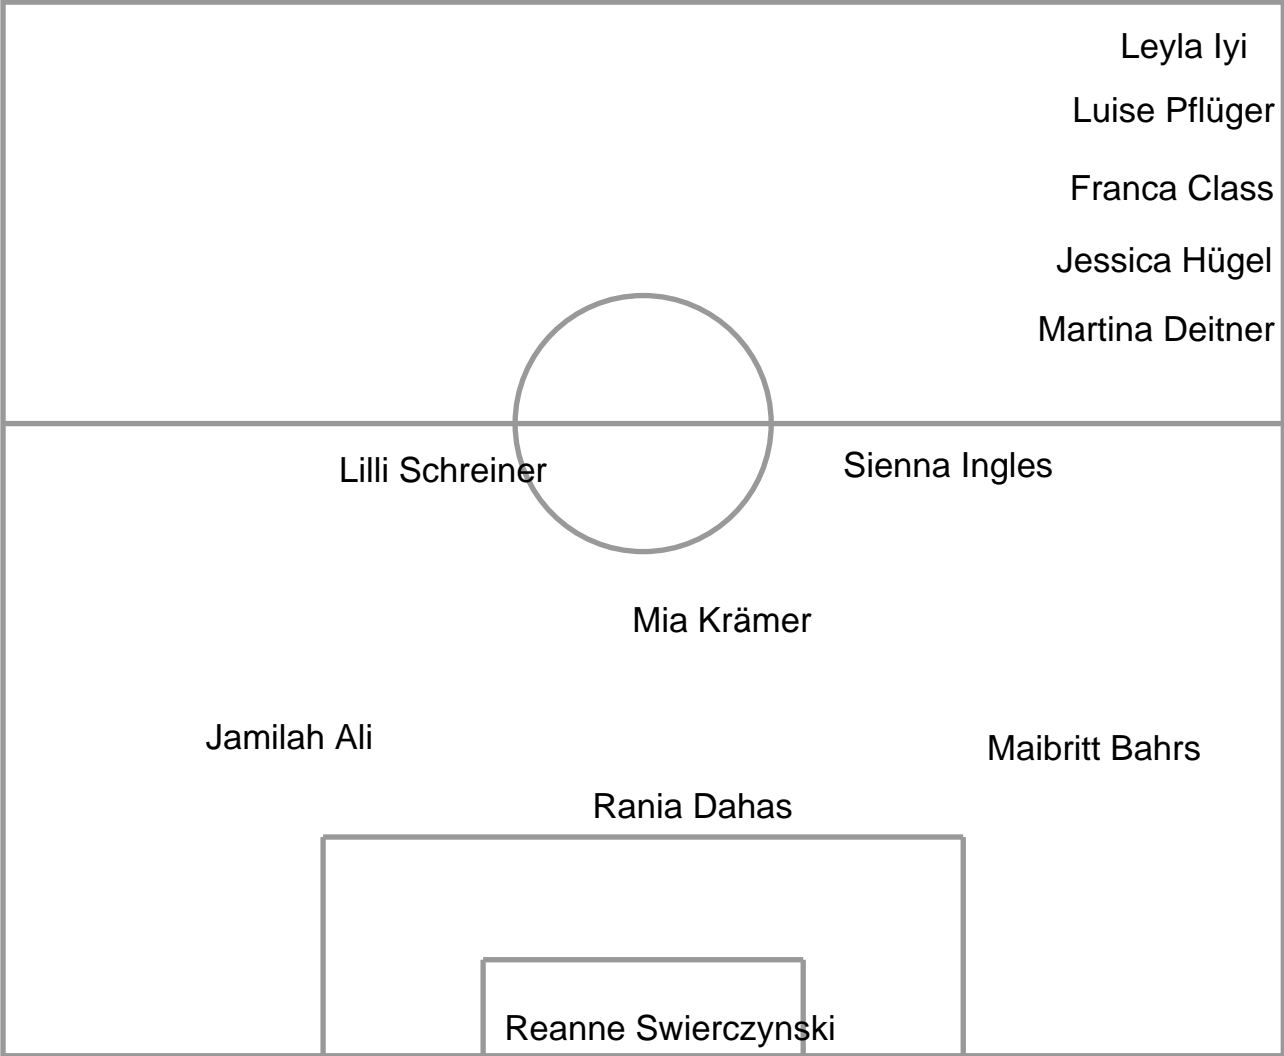 Leyla Iyi
Luise Pflüger
Franca Class
Jessica Hügel
Martina Deitner
Lilli Schreiner
Sienna Ingles
Mia Krämer
Jamilah Ali
Maibritt Bahrs
Rania Dahas
Reanne Swierczynski